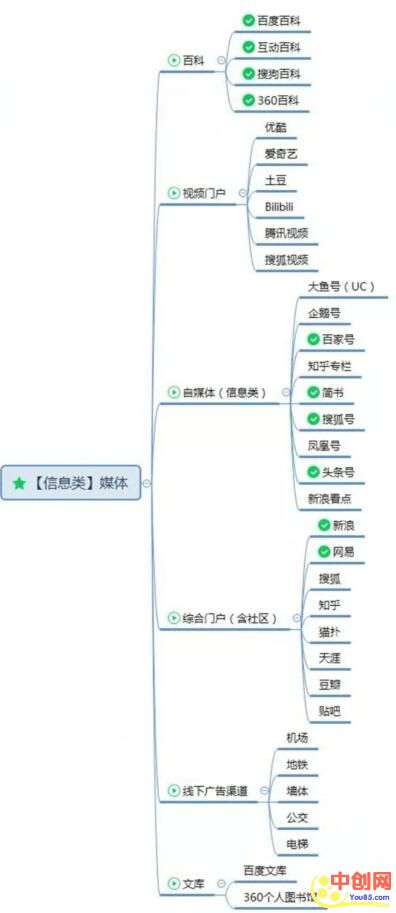 百度百科
互动百科
百科
搜狗百科
360百科
优酷
爱奇艺
土豆
视频门户
Bilibili
腾讯视频
搜狐视频
大鱼号（UC）
企鹅号
百家号
知乎专栏
自媒体（信息类）
简书
搜狐号
凤凰号
头条号
新浪看点
【信息类】媒体
新浪
网易
搜狐
知乎
综合门户（含社区）
猫扑
天涯
豆瓣
贴吧
机场
地铁
线下广告渠道
墙体
公交
电梯
百度文库
文库
360个人图书馆
中创网
You85.com